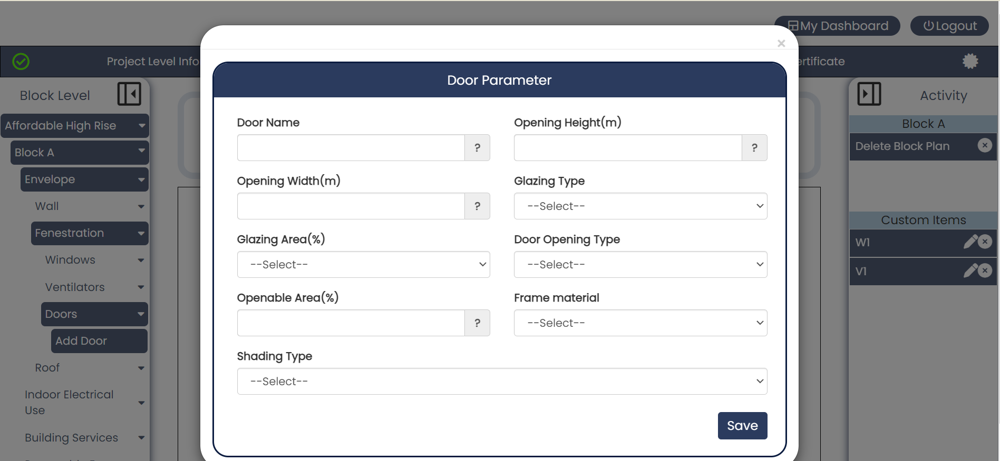 My Dashboard
Logout
Project Level Info
ertificate
Block Level
Activity
Affordable High Rise
Block A
Envelope
Wall
Fenestration
Windows
Ventilators
Doors
Add Door
Roof
Indoor Electrical
Use
Building Services
×
Door Parameter
Door Name
?
Opening Height(m)
?
Opening Width(m)
?
Glazing Type
--Select--
Glazing Area(%)
--Select--
Door Opening Type
--Select--
Openable Area(%)
?
Frame material
--Select--
Shading Type
--Select--
Save
Block A
Delete Block Plan
Custom Items
W1
V1